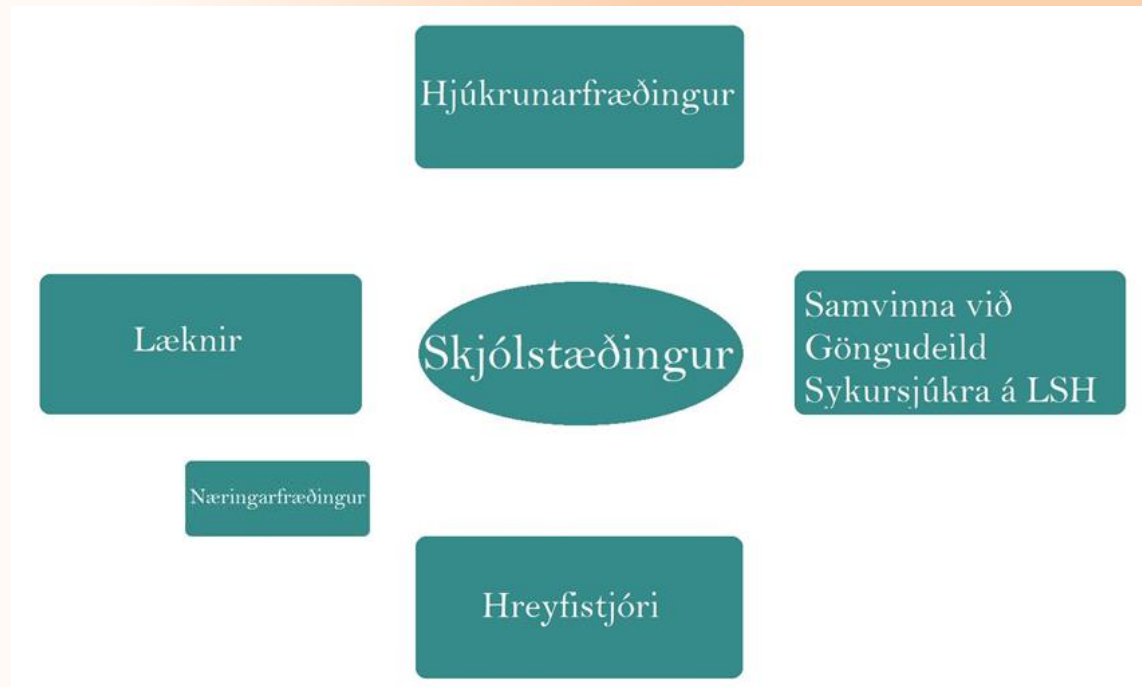 Hjúkrunarfræðingur
Læknir
Skjólstæðingur
Samvinna við
Göngudeild
Sykursjúkra á LSH
Næringarfræðingur
Hreyfistjóri